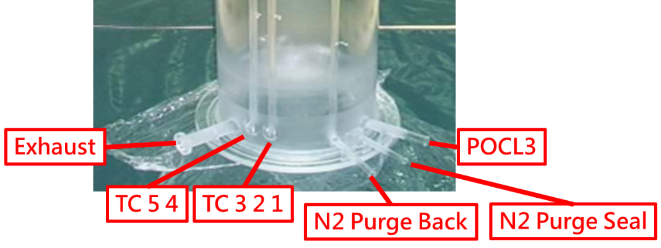 Exhaust
POCL3
TC 5 4
TC 3 2 1
N2 Purge Back
N2 Purge Seal